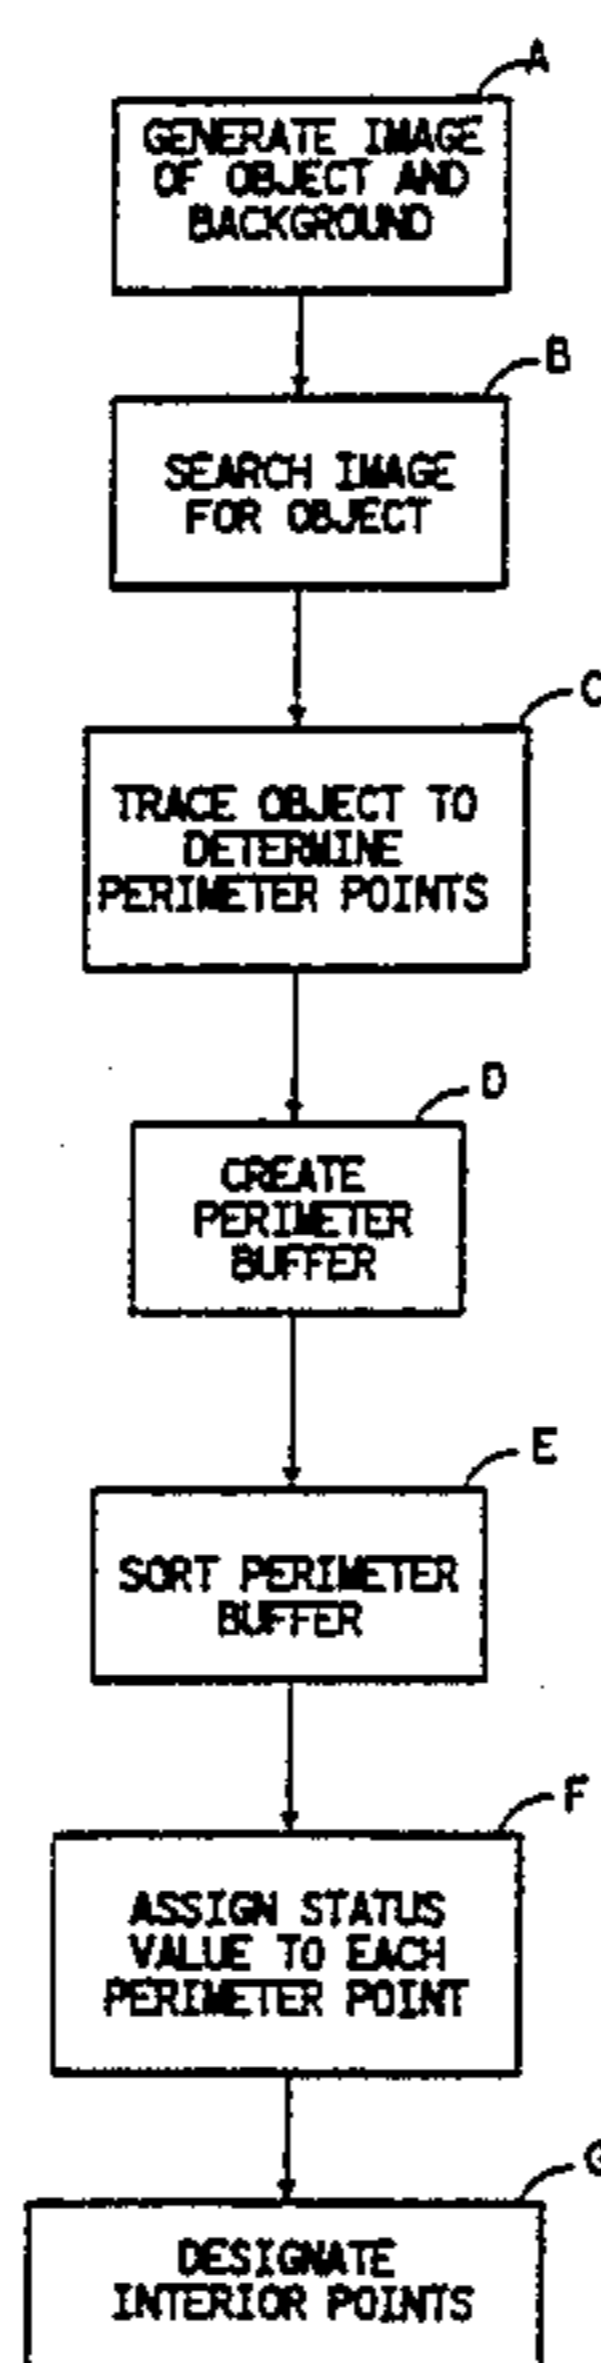 A
GENERATE IMAGE
OF OBJECT AND
BACKGROUND
B
SEARCH IMAGE
FOR OBJECT
C
TRACE OBJECT TO
DETERMINE
PERIMETER POINTS
D
CREATE
PERIMETER
BUFFER
E
SORT PERIMETER
BUFFER
F
ASSIGN STATUS
VALUE TO EACH
PERIMETER POINT
G
DESIGNATE
INTERIOR POINTS